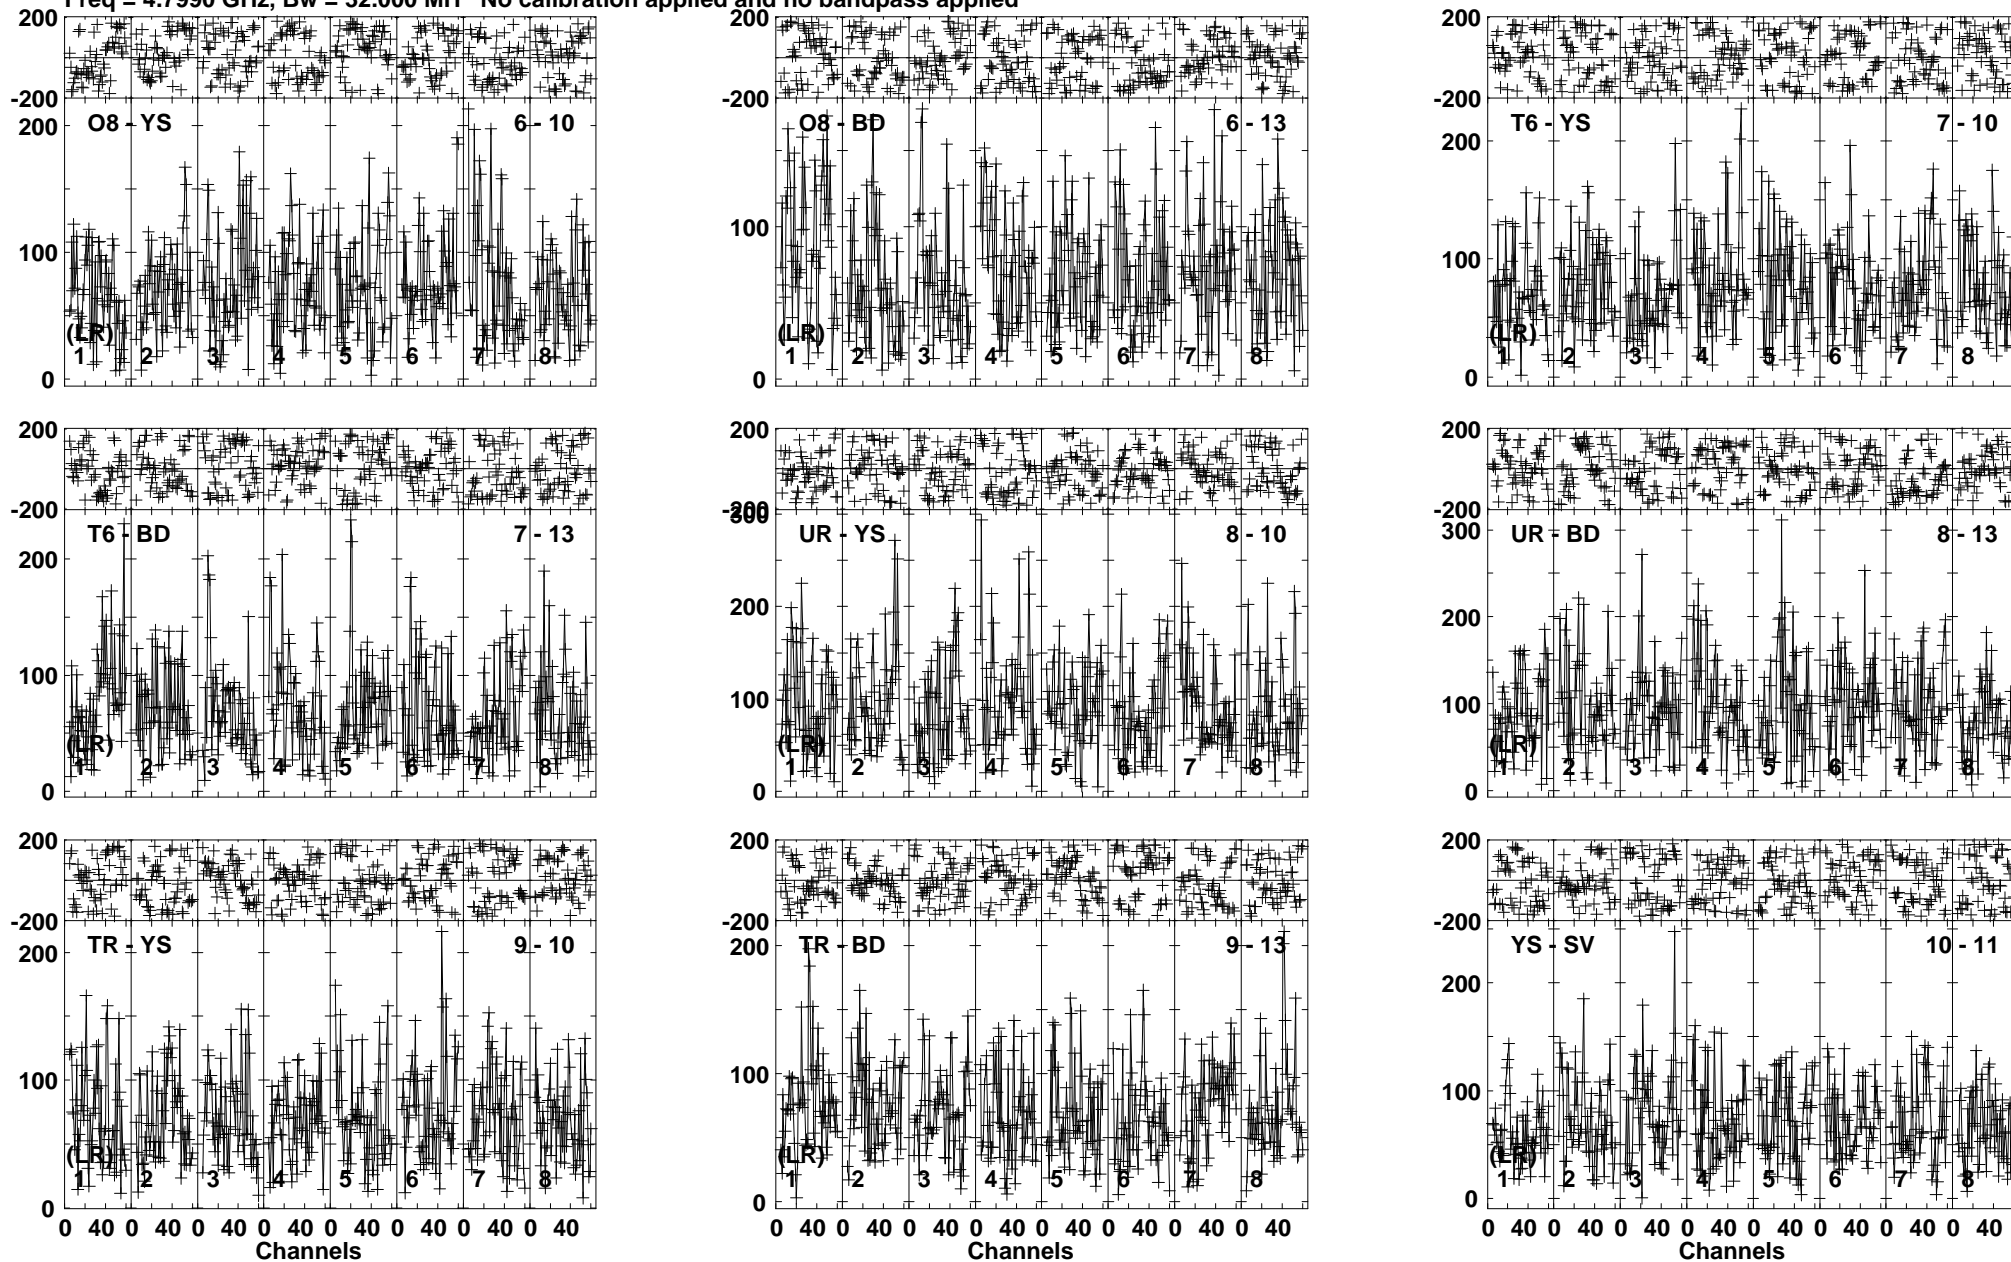 Freq = 4.7990 GHz, Bw = 32.000 MH No calibration applied and no bandpass applied
200 200 200
-200 -200 -200
O8 - YS 6 - 10 O8 - BD 6 - 13 T6 - YS 7 - 10
200 200
100 100 100
(LR) (LR) (LR)
1 2 3 4 5 6 7 8 1 2 3 4 5 6 7 8 1 2 3 4 5 6 7 8
0 0 0
200 200 200
-200 -200 -200
300
T6 - BD 7 - 13 UR - YS 8 - 10 UR - BD 8 - 13
300
200 200 200
100 100 100
(LR) (LR) (LR)
1 2 3 4 5 6 7 8 1 2 3 4 5 6 7 8 1 2 3 4 5 6 7 8
0 0 0
200 200 200
-200 -200 -200
TR - YS 9 - 10 TR - BD 9 - 13 YS - SV 10 - 11
200 200 200
100 100 100
(LR) (LR) (LR)
1 2 3 4 5 6 7 8 1 2 3 4 5 6 7 8 1 2 3 4 5 6 7 8
0 0 0
0 40 0 40 0 40 0 40 0 40 0 40 0 40 0 40 0 40 0 40 0 40 0 40 0 40 0 40 0 40 0 40 0 40 0 40 0 40 0 40 0 40 0 40 0 40 0 40
Channels Channels Channels